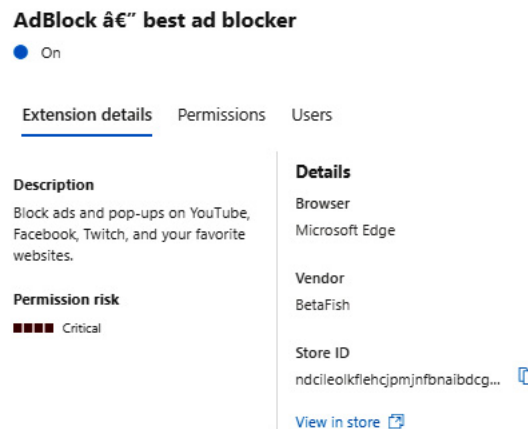 AdBlock â€” best ad blocker
On
Extension details Permissions Users
Description
Block ads and pop-ups on YouTube,
Facebook, Twitch, and your favorite
websites.
Permission risk
Critical
Details
Browser
Microsoft Edge
Vendor
BetaFish
Store ID
ndcileolkflehcjpmjnfbnaibdcg...
View in store